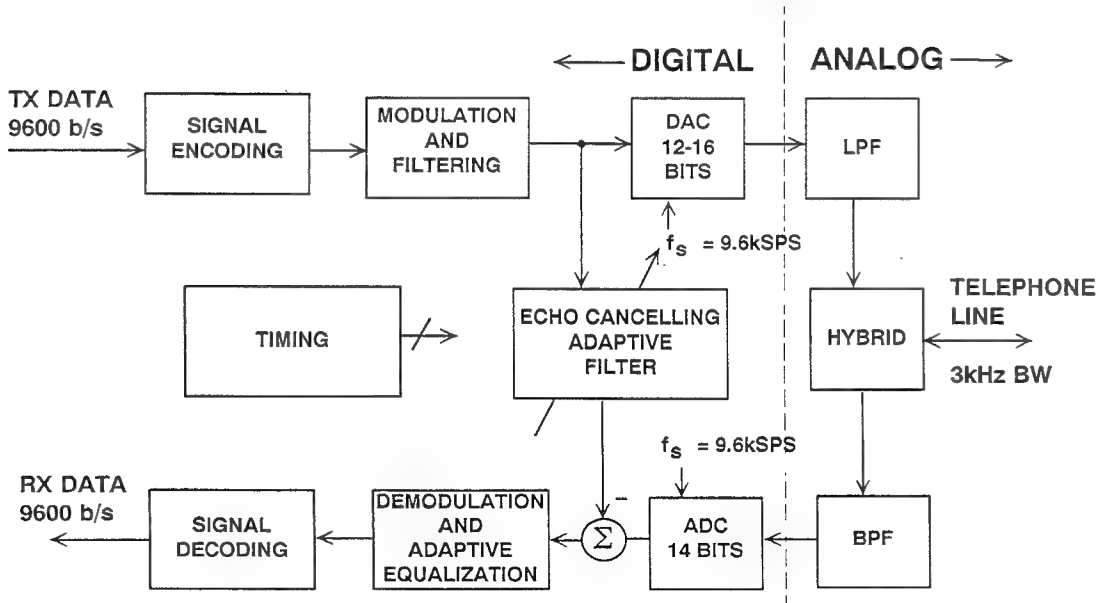 DIGITAL
ANALOG
TX DATA
9600 b/s
SIGNAL
ENCODING
MODULATION
AND
FILTERING
DAC
12-16
BITS
LPF
fs = 9.6kSPS
TIMING
ECHO CANCELLING
ADAPTIVE
FILTER
HYBRID
TELEPHONE
LINE
3kHz BW
fs = 9.6kSPS
RX DATA
9600 b/s
SIGNAL
DECODING
DEMODULATION
AND
ADAPTIVE
EQUALIZATION
–
Σ
ADC
14 BITS
BPF